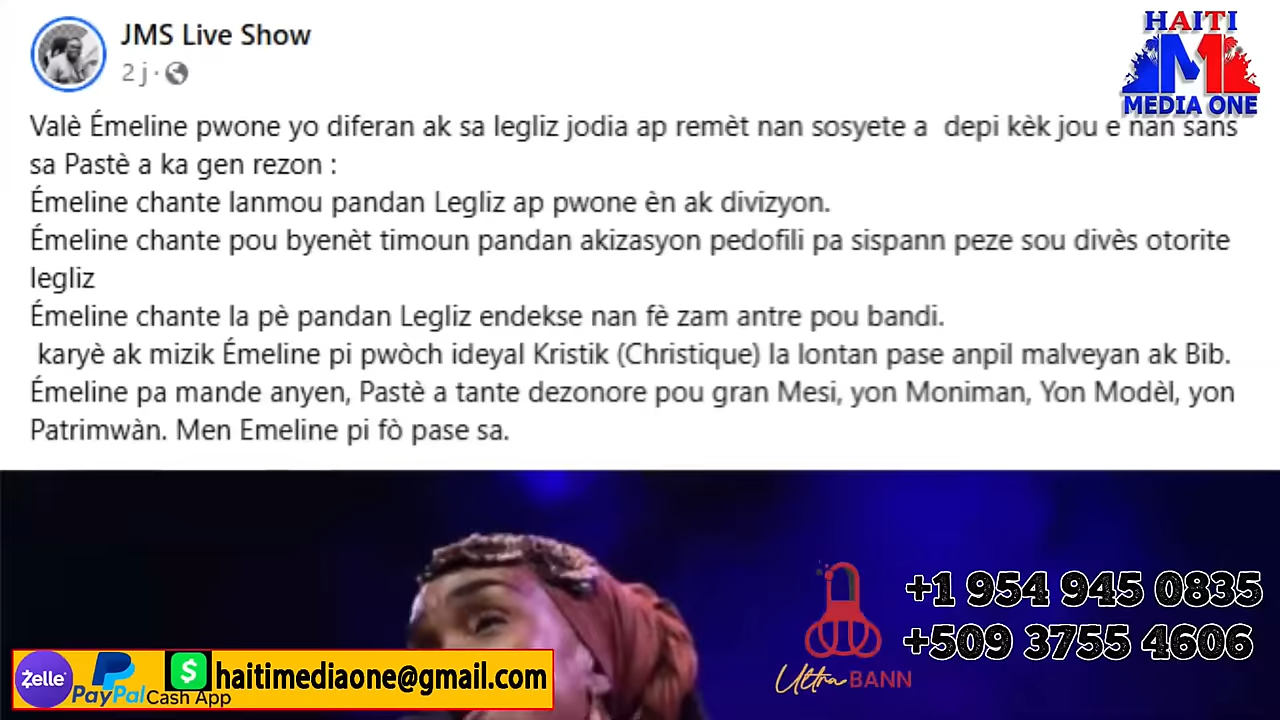 JMS Live Show
2 j ·
HAITI
M
MEDIA ONE
Valè Émeline pwone yo diferan ak sa legliz jodia ap remèt nan sosyete a depi kèk jou e nan sans
sa Pastè a ka gen rezon :
Émeline chante lanmou pandan Legliz ap pwone èn ak divizyon.
Émeline chante pou byenèt timoun pandan akizasyon pedofili pa sispann peze sou divès otorite
legliz
Émeline chante la pè pandan Legliz endekse nan fè zam antre pou bandi.
karyè ak mizik Émeline pi pwòch ideyal Kristik (Christique) la lontan pase anpil malveyan ak Bib.
Émeline pa mande anyen, Pastè a tante dezonore pou gran Mesi, yon Moniman, Yon Modèl, yon
Patrimwàn. Men Emeline pi fò pase sa.
+1 954 945 0835
+509 3755 4606
Ultra BANN
Zelle
PayPal
$
Cash App
haitimediaone@gmail.com